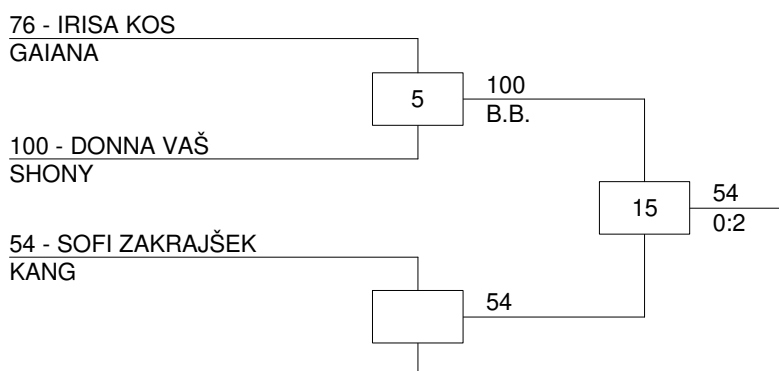 76 - IRISA KOS
GAIANA
5
100
B.B.
100 - DONNA VAŠ
SHONY
15
54
0:2
54 - SOFI ZAKRAJŠEK
KANG
54